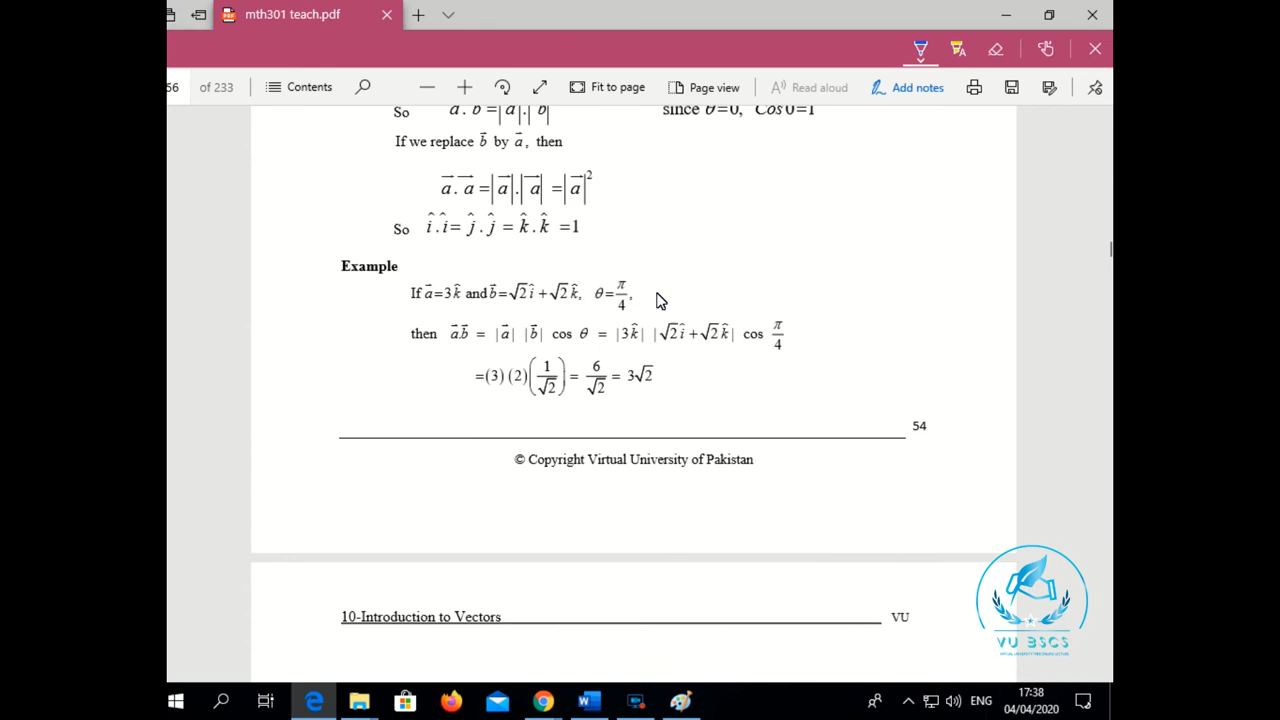 mth301 teach.pdf
56 of 233 Contents Fit to page Page view Read aloud Add notes
So a⃗ . b⃗ = |a⃗| . |b⃗| since θ=0, Cos0=1
If we replace b⃗ by a⃗, then
a⃗ . a⃗ = |a⃗| . |a⃗| = |a⃗|²
So î . î = ĵ . ĵ = k̂ . k̂ = 1
Example
If a⃗=3k̂ and b⃗=√2 î + √2 k̂, θ = π/4,
then a⃗.b⃗ = |a⃗| |b⃗| cos θ = |3k̂| |√2 î + √2 k̂| cos π/4
=(3) (2) (1/√2) = 6/√2 = 3√2
54
© Copyright Virtual University of Pakistan
10-Introduction to Vectors VU
VU BSCS
ENG 17:38
04/04/2020